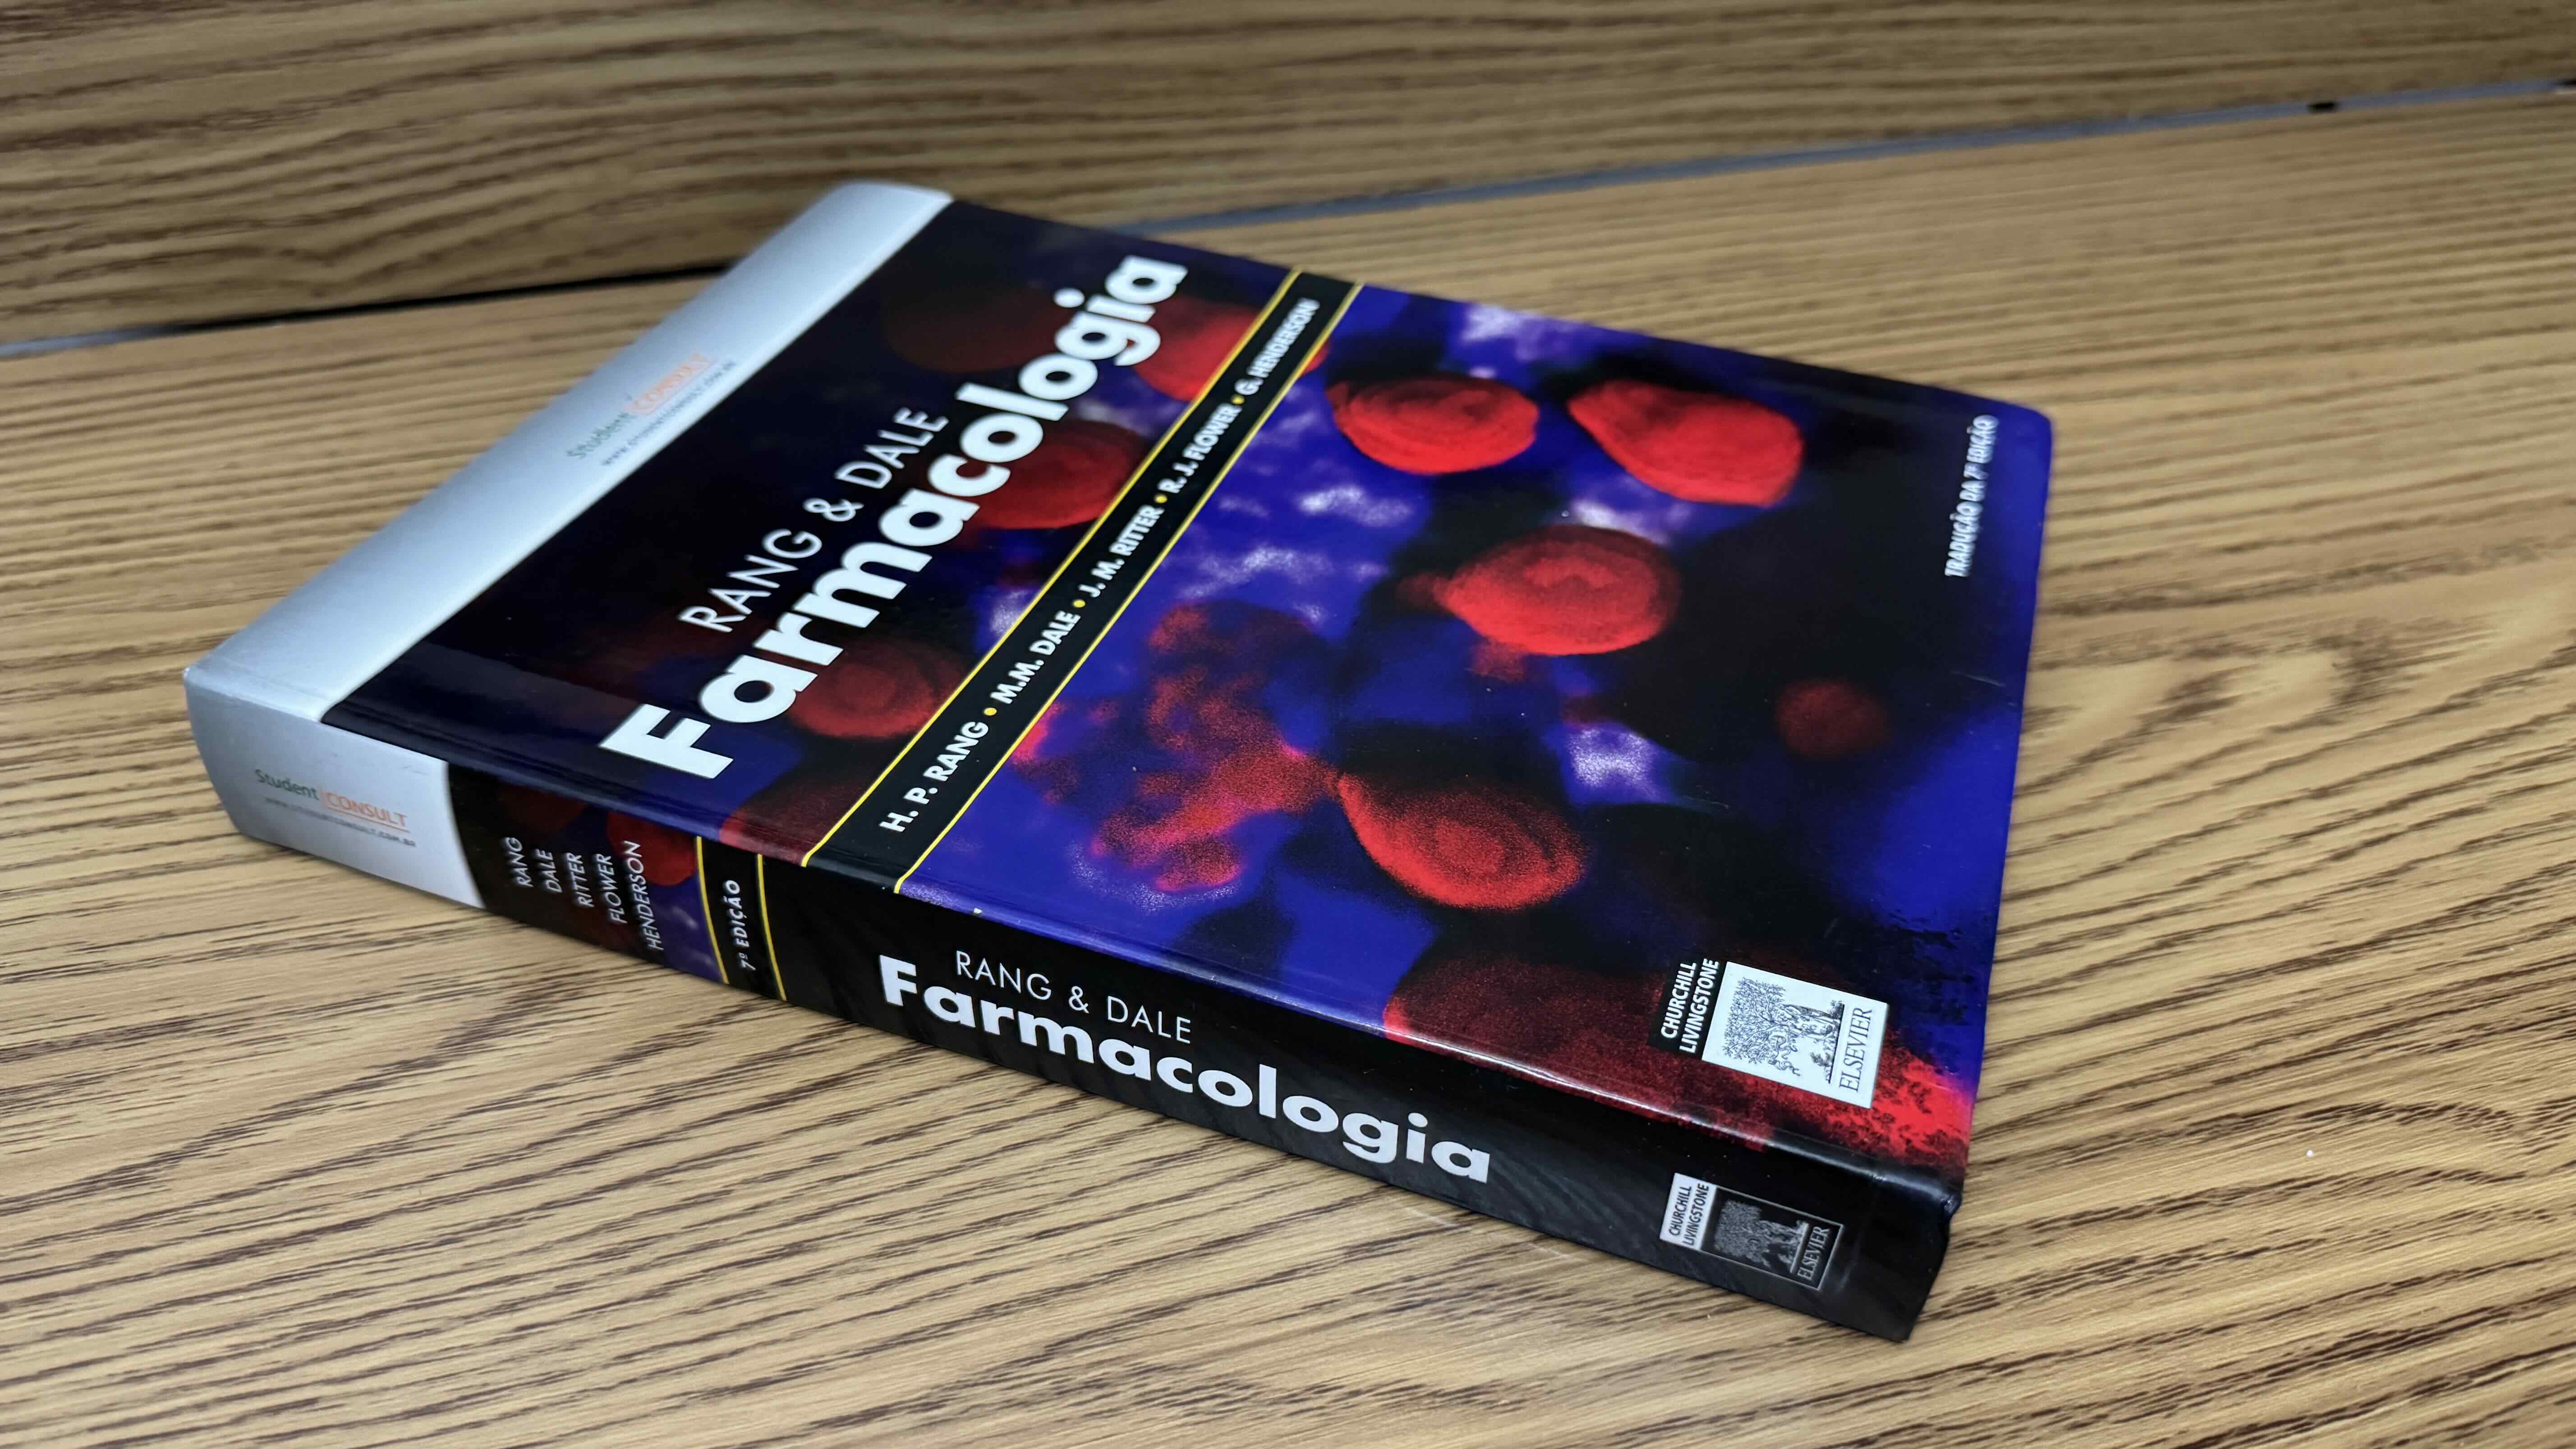 Student CONSULT
www.studentconsult.com.br
RANG & DALE
Farmacologia
H. P. RANG • M.M. DALE • J. M. RITTER • R. J. FLOWER • G. HENDERSON
TRADUÇÃO DA 7ª EDIÇÃO
CHURCHILL
LIVINGSTONE
ELSEVIER
Student CONSULT
www.studentconsult.com.br
RANG
DALE
RITTER
FLOWER
HENDERSON
7ª EDIÇÃO
RANG & DALE
Farmacologia
CHURCHILL
LIVINGSTONE
ELSEVIER